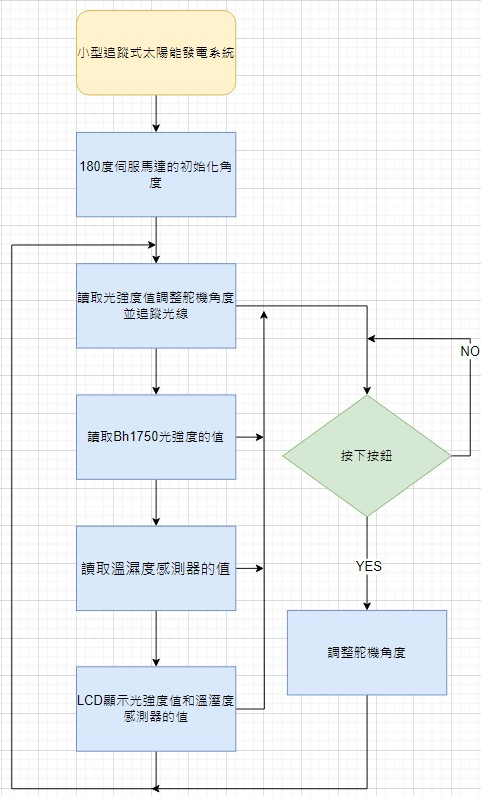 小型追蹤式太陽能發電系統
180度伺服馬達的初始化角
度
讀取光強度值調整舵機角度
並追蹤光線
NO
讀取Bh1750光強度的值
按下按鈕
讀取溫濕度感測器的值
YES
調整舵機角度
LCD顯示光強度值和溫溼度
感測器的值